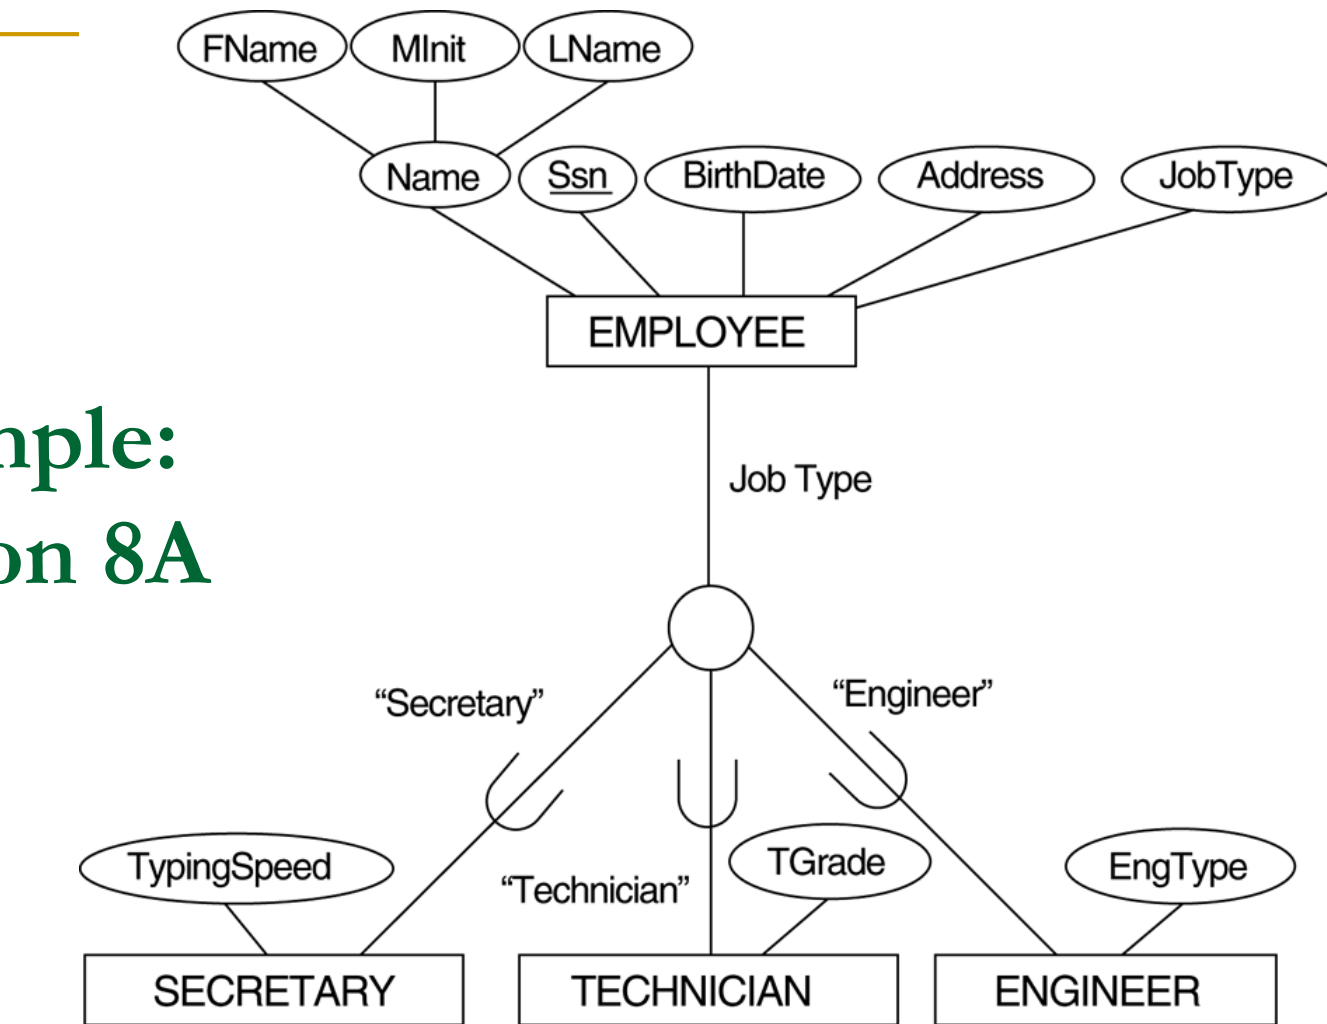 FName MInit LName
Name Ssn BirthDate Address JobType
EMPLOYEE
mple:
on 8A
Job Type
“Secretary” “Engineer”
“Technician”
TypingSpeed TGrade EngType
SECRETARY TECHNICIAN ENGINEER